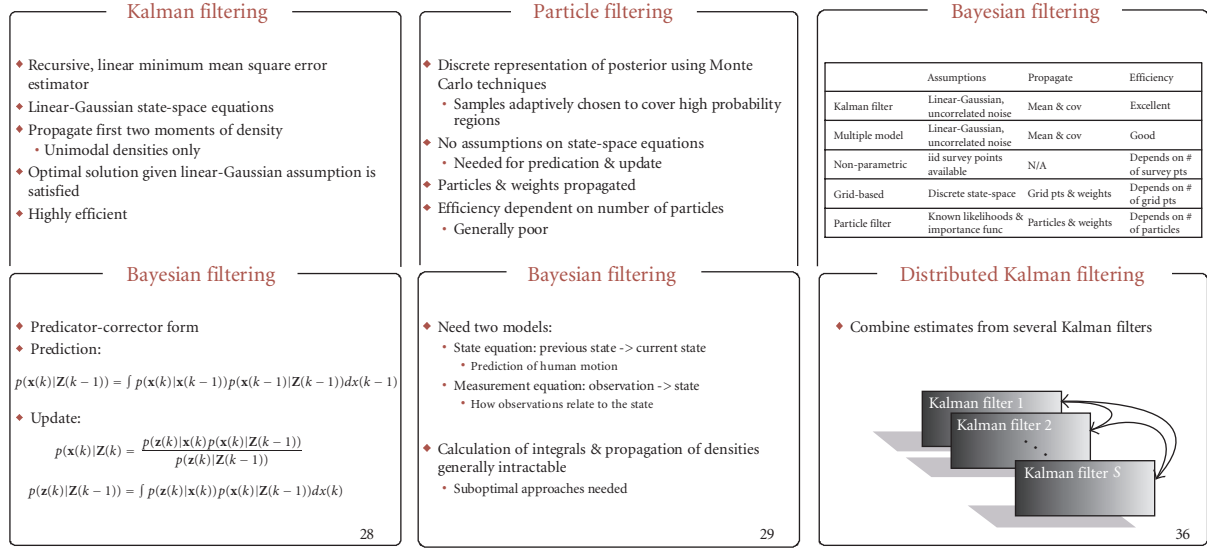 Kalman filtering
◆ Recursive, linear minimum mean square error
estimator
◆ Linear-Gaussian state-space equations
◆ Propagate first two moments of density
• Unimodal densities only
◆ Optimal solution given linear-Gaussian assumption is
satisfied
◆ Highly efficient
Particle filtering
◆ Discrete representation of posterior using Monte
Carlo techniques
• Samples adaptively chosen to cover high probability
regions
◆ No assumptions on state-space equations
• Needed for predication & update
◆ Particles & weights propagated
◆ Efficiency dependent on number of particles
• Generally poor
Bayesian filtering
Assumptions Propagate Efficiency
Kalman filter Linear-Gaussian, uncorrelated noise Mean & cov Excellent
Multiple model Linear-Gaussian, uncorrelated noise Mean & cov Good
Non-parametric iid survey points available N/A Depends on # of survey pts
Grid-based Discrete state-space Grid pts & weights Depends on # of grid pts
Particle filter Known likelihoods & importance func Particles & weights Depends on # of particles
Bayesian filtering
◆ Predicator-corrector form
◆ Prediction:
p(x(k)|Z(k − 1)) = ∫ p(x(k)|x(k − 1))p(x(k − 1)|Z(k − 1))dx(k − 1)
◆ Update:
p(x(k)|Z(k) = p(z(k)|x(k)p(x(k)|Z(k − 1)) / p(z(k)|Z(k − 1))
p(z(k)|Z(k − 1)) = ∫ p(z(k)|x(k))p(x(k)|Z(k − 1))dx(k)
28
Bayesian filtering
◆ Need two models:
• State equation: previous state -> current state
• Prediction of human motion
• Measurement equation: observation -> state
• How observations relate to the state
◆ Calculation of integrals & propagation of densities
generally intractable
• Suboptimal approaches needed
29
Distributed Kalman filtering
◆ Combine estimates from several Kalman filters
Kalman filter 1
Kalman filter 2
Kalman filter S
36